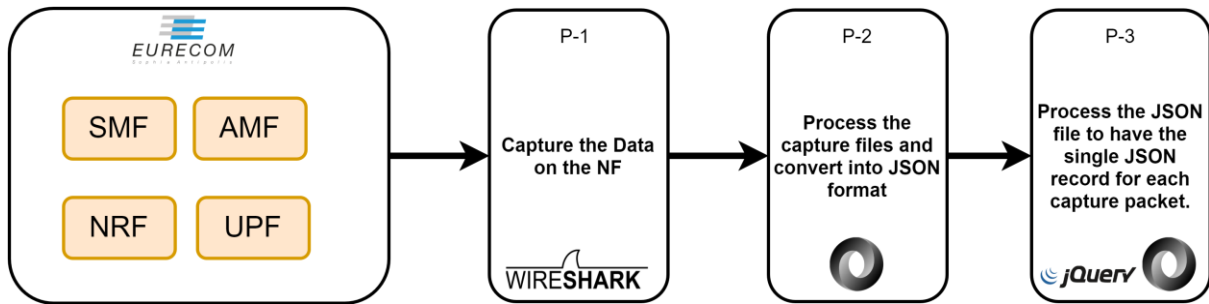 EURECOM
Sophia Antipolis
SMF
AMF
NRF
UPF
P-1
Capture the Data
on the NF
WIRESHARK
P-2
Process the
capture files and
convert into JSON
format
P-3
Process the JSON
file to have the
single JSON
record for each
capture packet.
jQuery